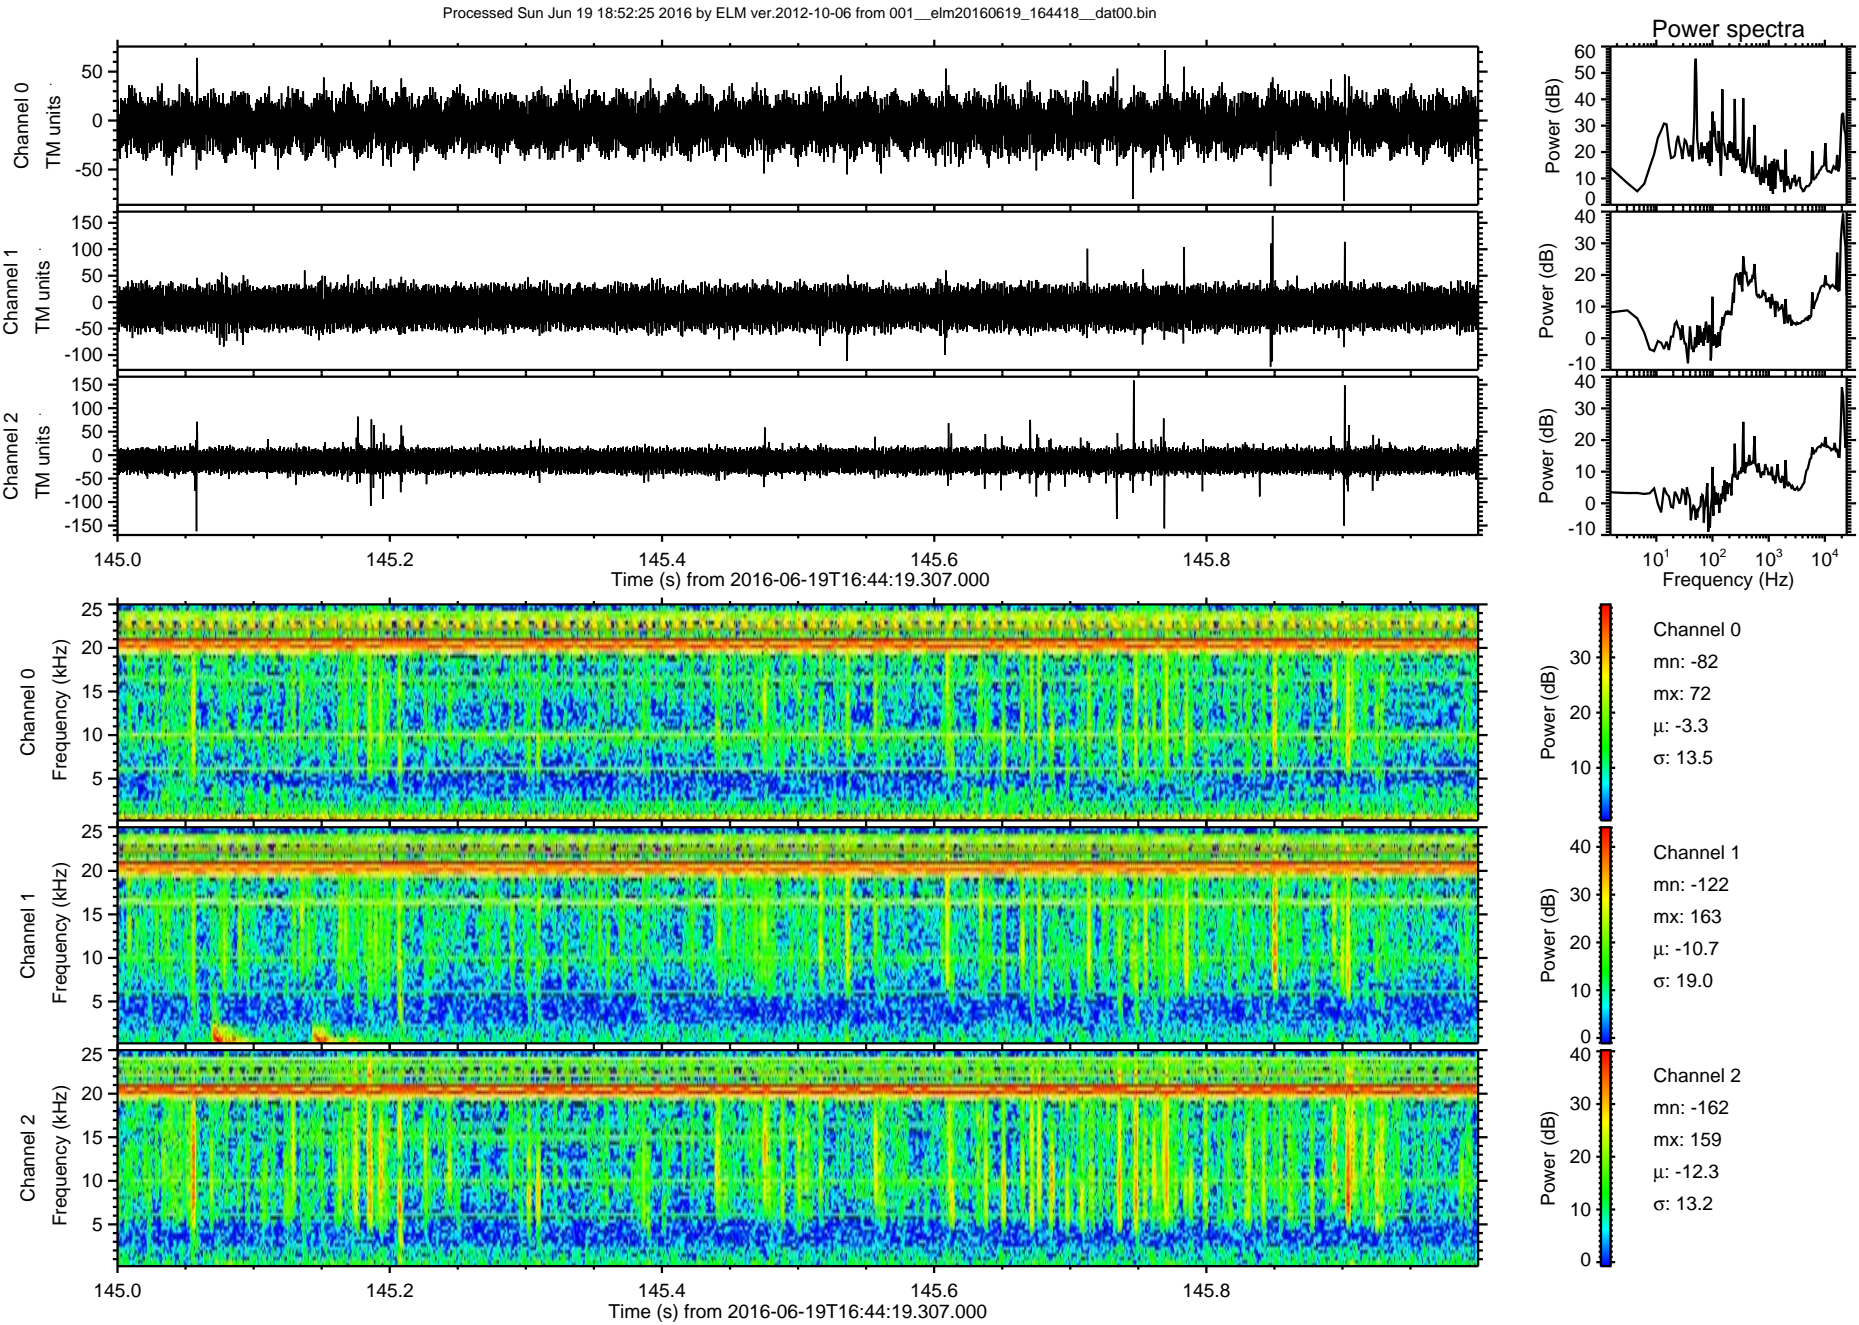 Processed Sun Jun 19 18:52:25 2016 by ELM ver.2012-10-06 from 001__elm20160619_164418__dat00.bin
Power spectra
Channel 0
TM units
50
0
-50
Power (dB)
60
50
40
30
20
10
0
Channel 1
TM units
150
100
50
0
-50
-100
Power (dB)
40
30
20
10
0
-10
Channel 2
TM units
150
100
50
0
-50
-100
-150
Power (dB)
40
30
20
10
0
-10
145.0 145.2 145.4 145.6 145.8
Time (s) from 2016-06-19T16:44:19.307.000
10¹ 10² 10³ 10⁴
Frequency (Hz)
Channel 0
Frequency (kHz)
25
20
15
10
5
Power (dB)
30
20
10
Channel 0
mn: -82
mx: 72
μ: -3.3
σ: 13.5
Channel 1
Frequency (kHz)
25
20
15
10
5
Power (dB)
40
30
20
10
0
Channel 1
mn: -122
mx: 163
μ: -10.7
σ: 19.0
Channel 2
Frequency (kHz)
25
20
15
10
5
Power (dB)
40
30
20
10
0
Channel 2
mn: -162
mx: 159
μ: -12.3
σ: 13.2
145.0 145.2 145.4 145.6 145.8
Time (s) from 2016-06-19T16:44:19.307.000